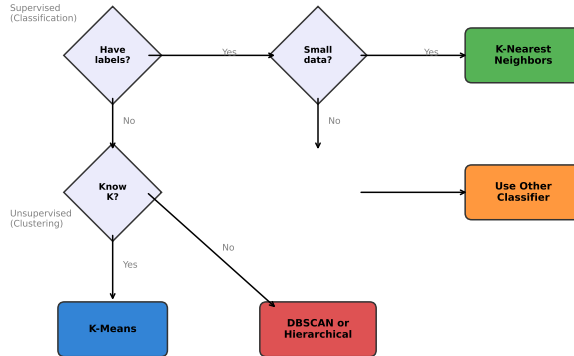 Supervised
(Classification)
Have
labels?
Yes
Small
data?
Yes
K-Nearest
Neighbors
No
No
Know
K?
Use Other
Classifier
Unsupervised
(Clustering)
No
Yes
K-Means
DBSCAN or
Hierarchical